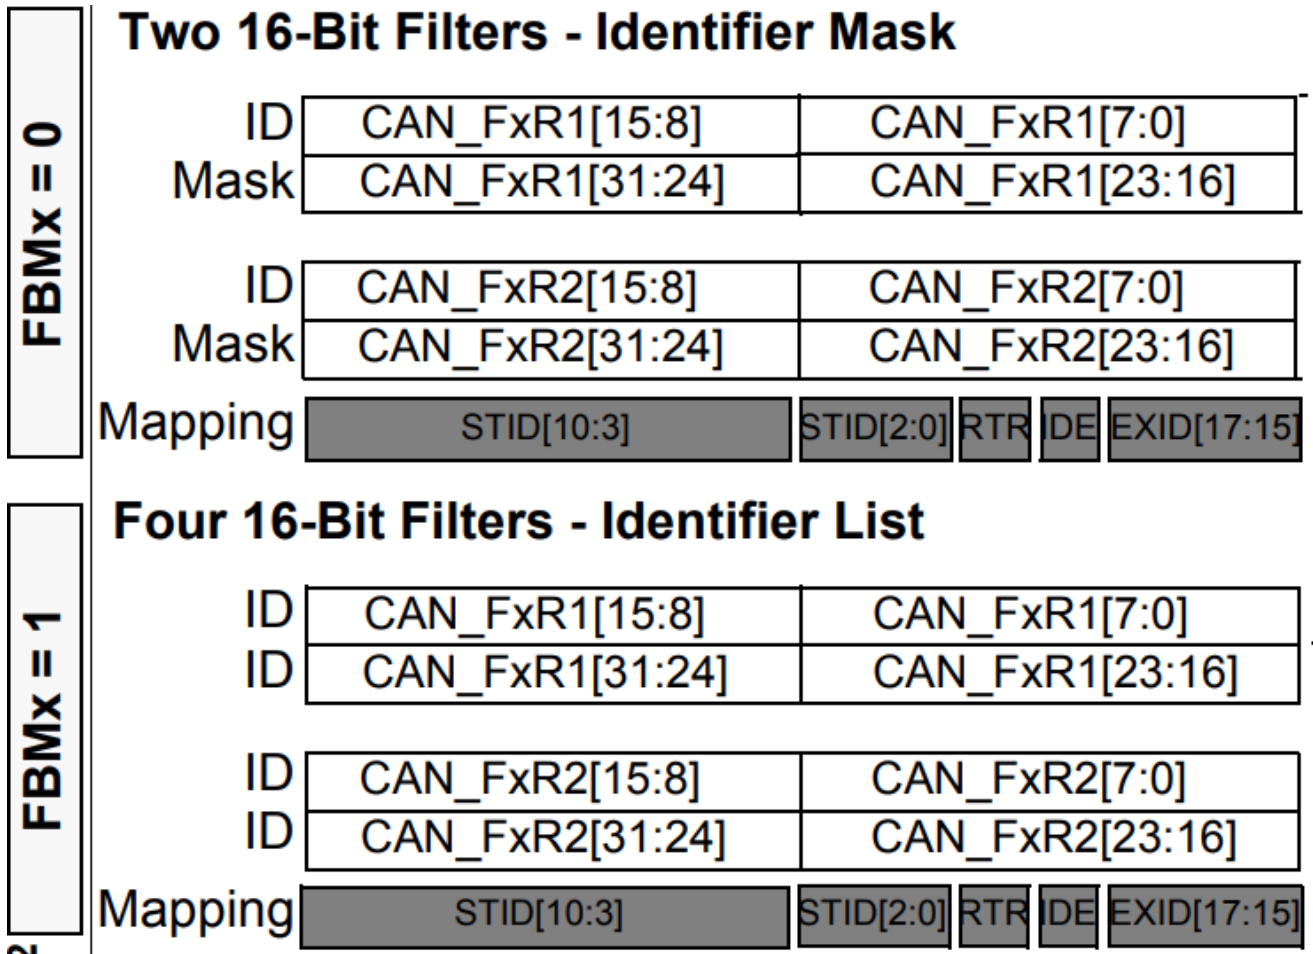 Two 16-Bit Filters - Identifier Mask
FBMx = 0
ID CAN_FxR1[15:8] CAN_FxR1[7:0]
Mask CAN_FxR1[31:24] CAN_FxR1[23:16]
ID CAN_FxR2[15:8] CAN_FxR2[7:0]
Mask CAN_FxR2[31:24] CAN_FxR2[23:16]
Mapping STID[10:3] STID[2:0] RTR IDE EXID[17:15]
Four 16-Bit Filters - Identifier List
FBMx = 1
ID CAN_FxR1[15:8] CAN_FxR1[7:0]
ID CAN_FxR1[31:24] CAN_FxR1[23:16]
ID CAN_FxR2[15:8] CAN_FxR2[7:0]
ID CAN_FxR2[31:24] CAN_FxR2[23:16]
Mapping STID[10:3] STID[2:0] RTR IDE EXID[17:15]